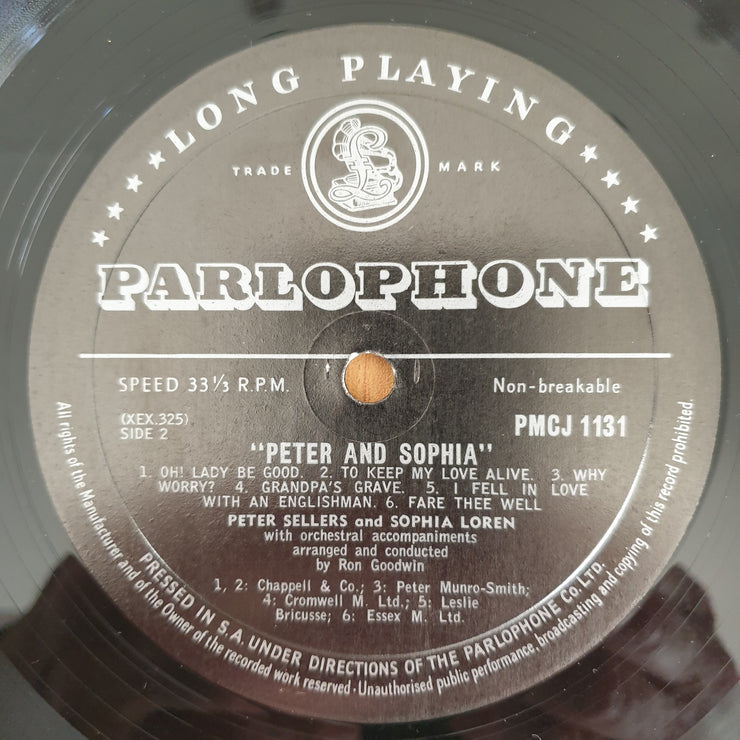 LONG PLAYING
TRADE MARK
£
PARLOPHONE
SPEED 33⅓ R.P.M.
Non-breakable
(XEX.325)
SIDE 2
PMCJ 1131
"PETER AND SOPHIA"
1. OH! LADY BE GOOD. 2. TO KEEP MY LOVE ALIVE. 3. WHY
WORRY? 4. GRANDPA'S GRAVE. 5. I FELL IN LOVE
WITH AN ENGLISHMAN. 6. FARE THEE WELL
PETER SELLERS and SOPHIA LOREN
with orchestral accompaniments
arranged and conducted
by Ron Goodwin
1, 2: Chappell & Co.; 3: Peter Munro-Smith;
4: Cromwell M. Ltd.; 5: Leslie
Bricusse; 6: Essex M. Ltd.
PRESSED IN S.A. UNDER DIRECTIONS OF THE PARLOPHONE Co. LTD.
All rights of the Manufacturer and of the Owner of the recorded work reserved · Unauthorised public performance, broadcasting and copying of this record prohibited.